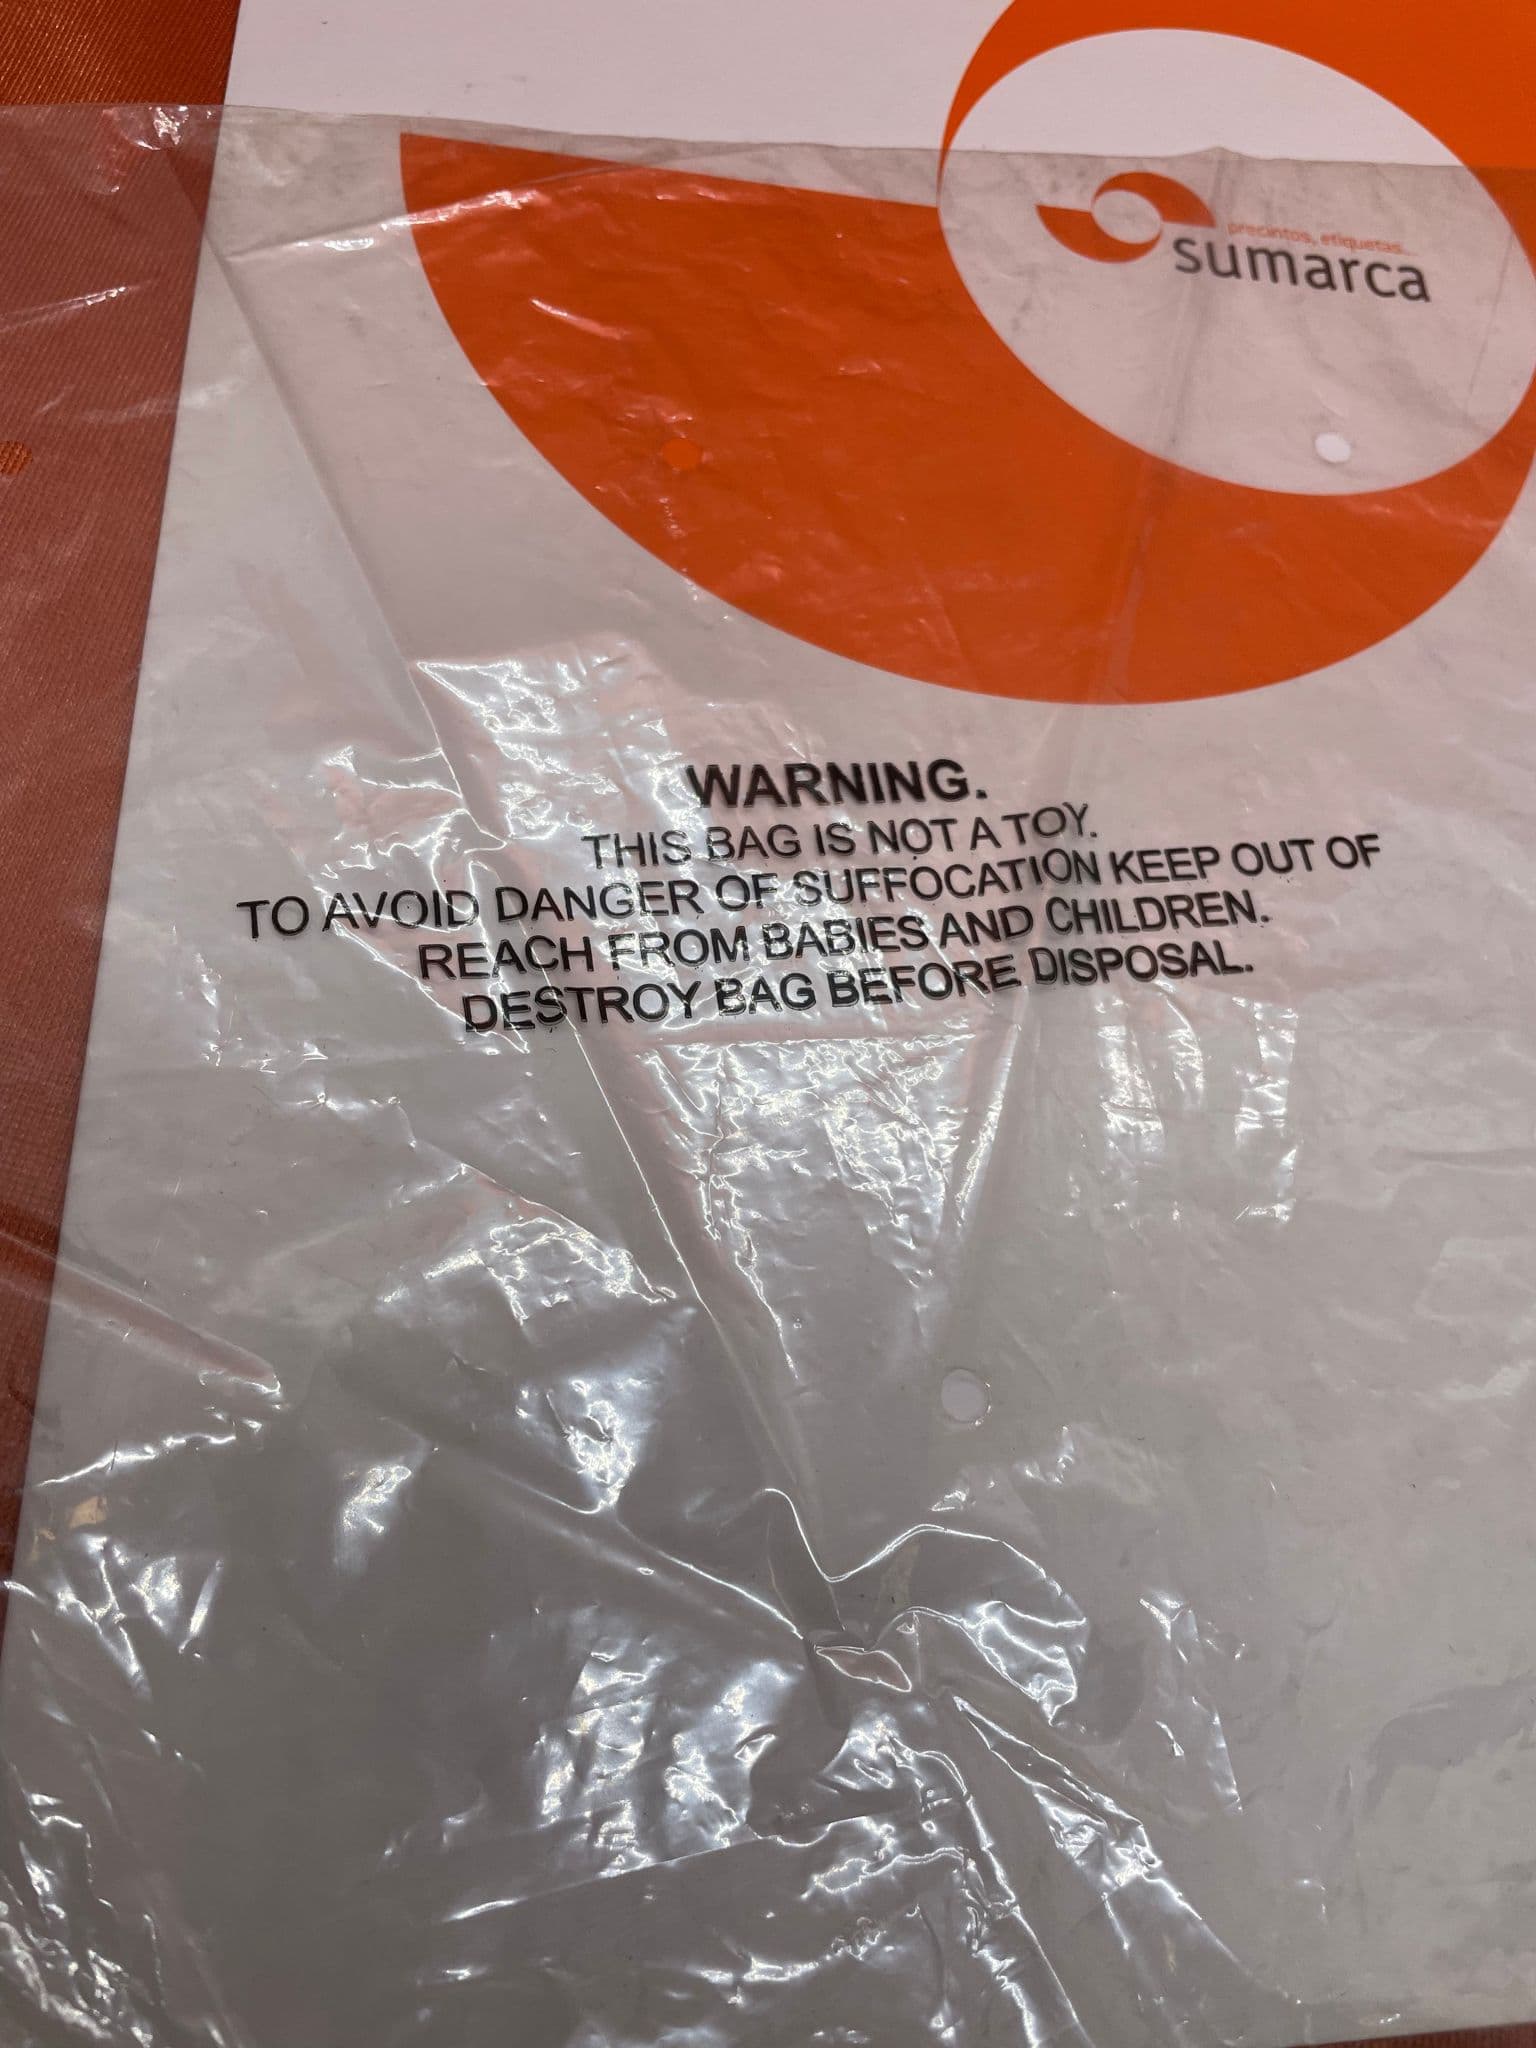 precintos, etiquetas...
sumarca
WARNING.
THIS BAG IS NOT A TOY.
TO AVOID DANGER OF SUFFOCATION KEEP OUT OF
REACH FROM BABIES AND CHILDREN.
DESTROY BAG BEFORE DISPOSAL.